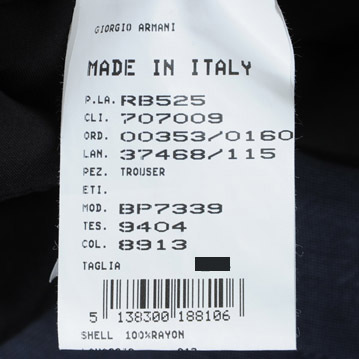 GIORGIO ARMANI
MADE IN ITALY
P.LA. RB525
CLI. 707009
ORD. 00353/0160
LAN. 37468/115
PEZ. TROUSER
ETI.
MOD. BP7339
TES. 9404
COL. 8913
TAGLIA
5 138300 188106
SHELL 100%RAYON